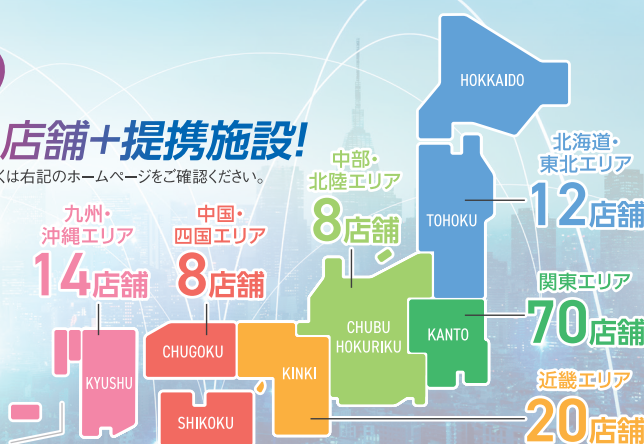 店舗+提携施設!
くは右記のホームページをご確認ください。
HOKKAIDO
北海道・
東北エリア
12店舗
TOHOKU
中部・
北陸エリア
8店舗
九州・
沖縄エリア
14店舗
中国・
四国エリア
8店舗
関東エリア
70店舗
KANTO
CHUBU
HOKURIKU
CHUGOKU
KINKI
KYUSHU
近畿エリア
20店舗
SHIKOKU